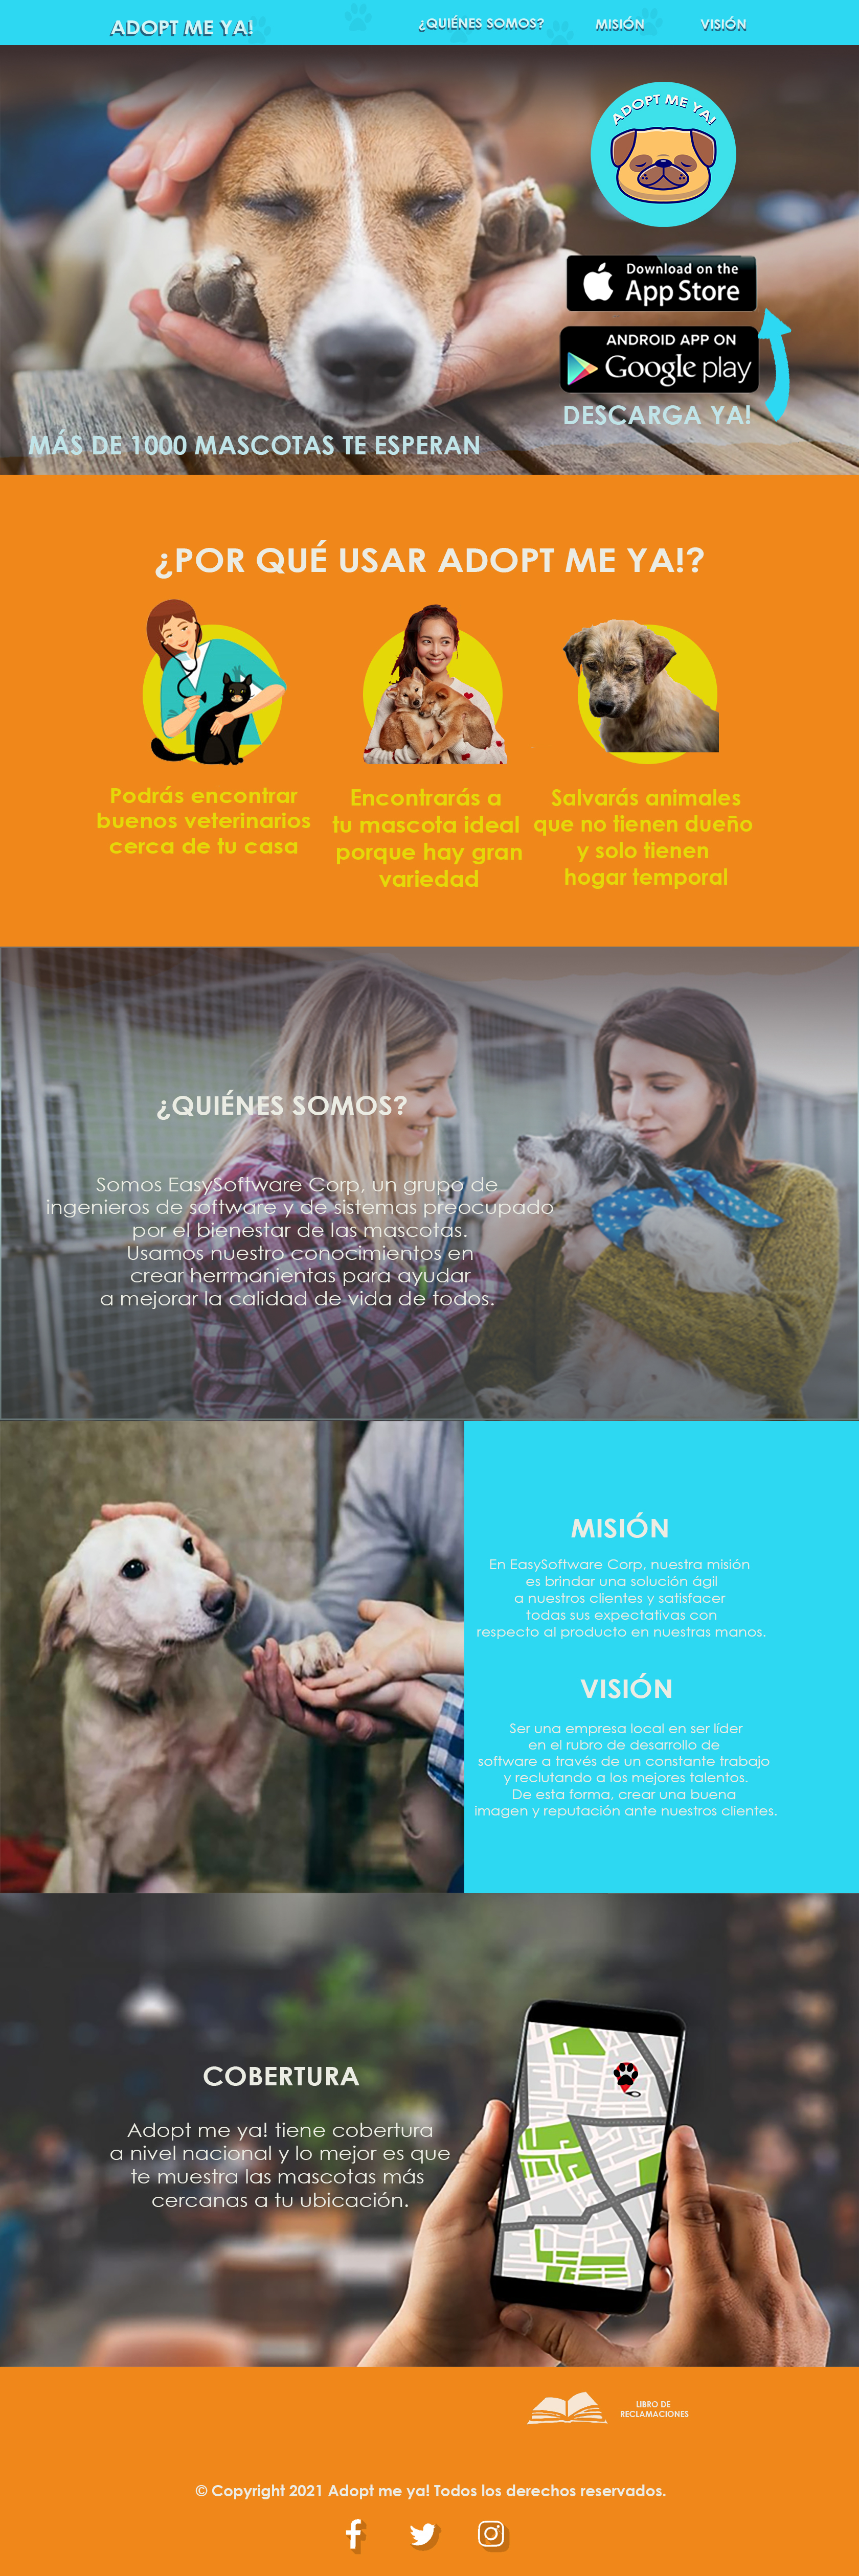 ADOPT ME YA!
¿QUIÉNES SOMOS?
MISIÓN
VISIÓN
ADOPT ME YA!
Download on the
App Store
ANDROID APP ON
Google play
DESCARGA YA!
MÁS DE 1000 MASCOTAS TE ESPERAN
¿POR QUÉ USAR ADOPT ME YA!?
Podrás encontrar
buenos veterinarios
cerca de tu casa
Encontrarás a
tu mascota ideal
porque hay gran
variedad
Salvarás animales
que no tienen dueño
y solo tienen
hogar temporal
¿QUIÉNES SOMOS?
Somos EasySoftware Corp, un grupo de
ingenieros de software y de sistemas preocupado
por el bienestar de las mascotas.
Usamos nuestro conocimientos en
crear herrmanientas para ayudar
a mejorar la calidad de vida de todos.
MISIÓN
En EasySoftware Corp, nuestra misión
es brindar una solución ágil
a nuestros clientes y satisfacer
todas sus expectativas con
respecto al producto en nuestras manos.
VISIÓN
Ser una empresa local en ser líder
en el rubro de desarrollo de
software a través de un constante trabajo
y reclutando a los mejores talentos.
De esta forma, crear una buena
imagen y reputación ante nuestros clientes.
COBERTURA
Adopt me ya! tiene cobertura
a nivel nacional y lo mejor es que
te muestra las mascotas más
cercanas a tu ubicación.
LIBRO DE
RECLAMACIONES
© Copyright 2021 Adopt me ya! Todos los derechos reservados.